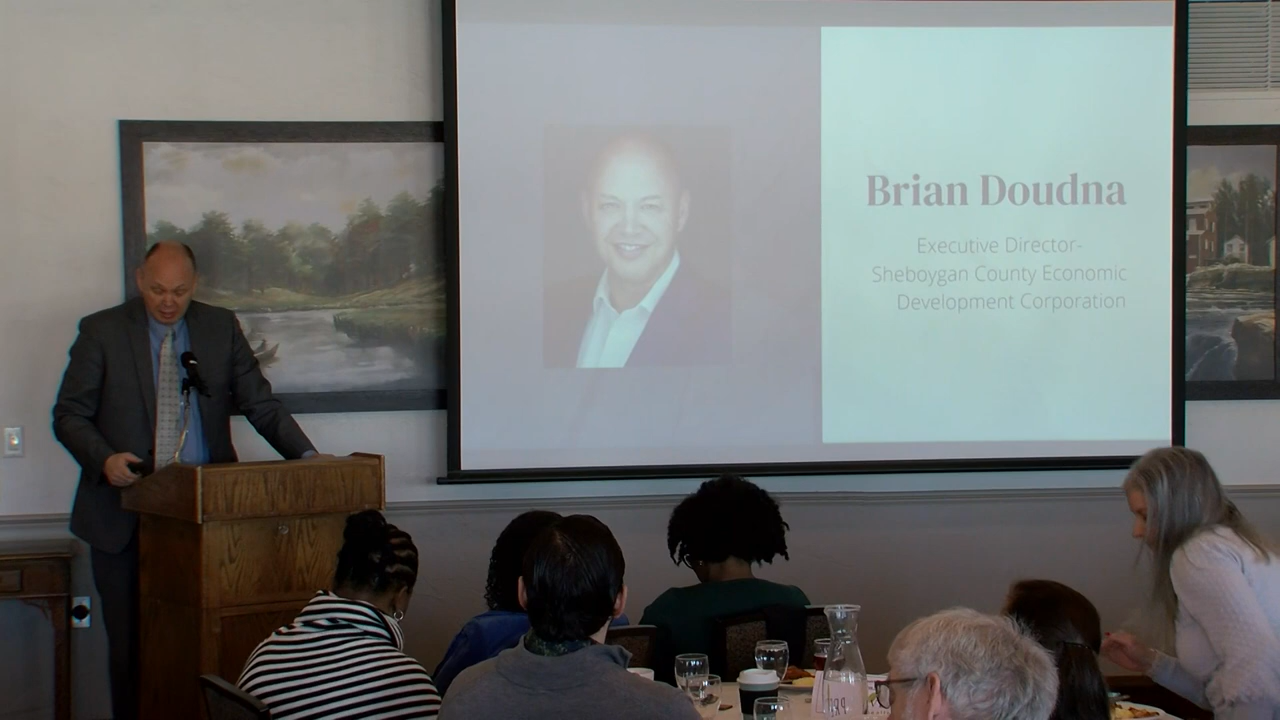 Brian Doudna
Executive Director-
Sheboygan County Economic
Development Corporation